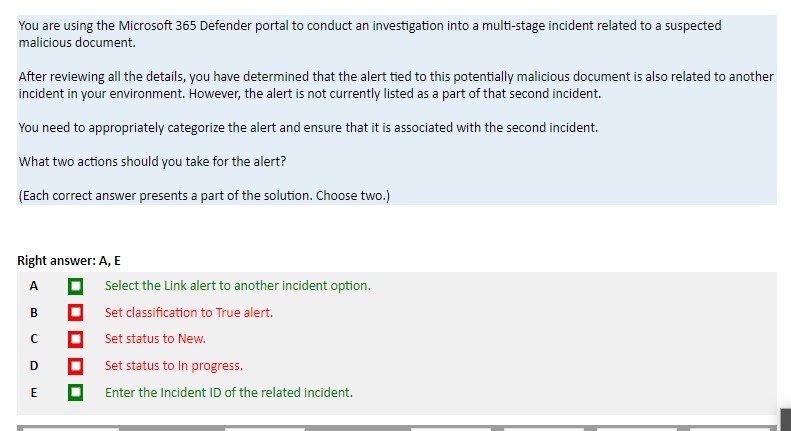 You are using the Microsoft 365 Defender portal to conduct an investigation into a multi-stage incident related to a suspected
malicious document.
After reviewing all the details, you have determined that the alert tied to this potentially malicious document is also related to another
incident in your environment. However, the alert is not currently listed as a part of that second incident.
You need to appropriately categorize the alert and ensure that it is associated with the second incident.
What two actions should you take for the alert?
(Each correct answer presents a part of the solution. Choose two.)
Right answer: A, E
A Select the Link alert to another incident option.
B Set classification to True alert.
C Set status to New.
D Set status to In progress.
E Enter the Incident ID of the related incident.